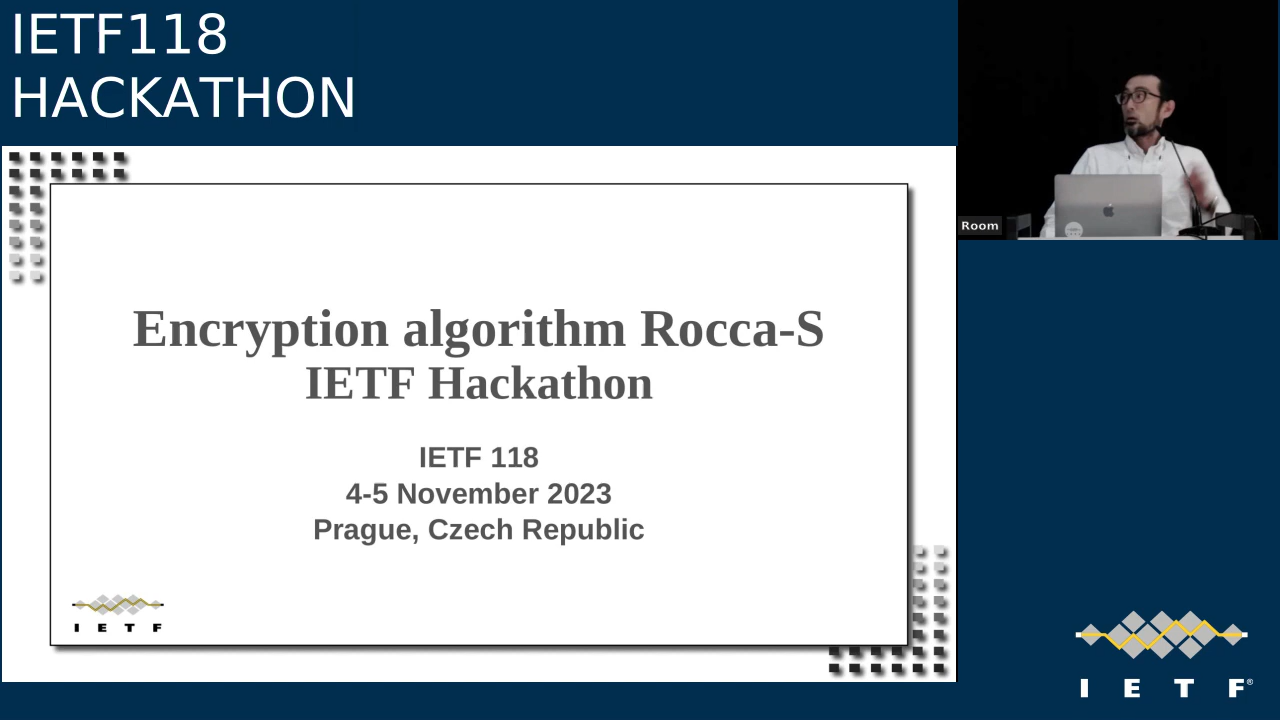 IETF118
HACKATHON
Room
Encryption algorithm Rocca-S
IETF Hackathon
IETF 118
4-5 November 2023
Prague, Czech Republic
I E T F
I E T F®